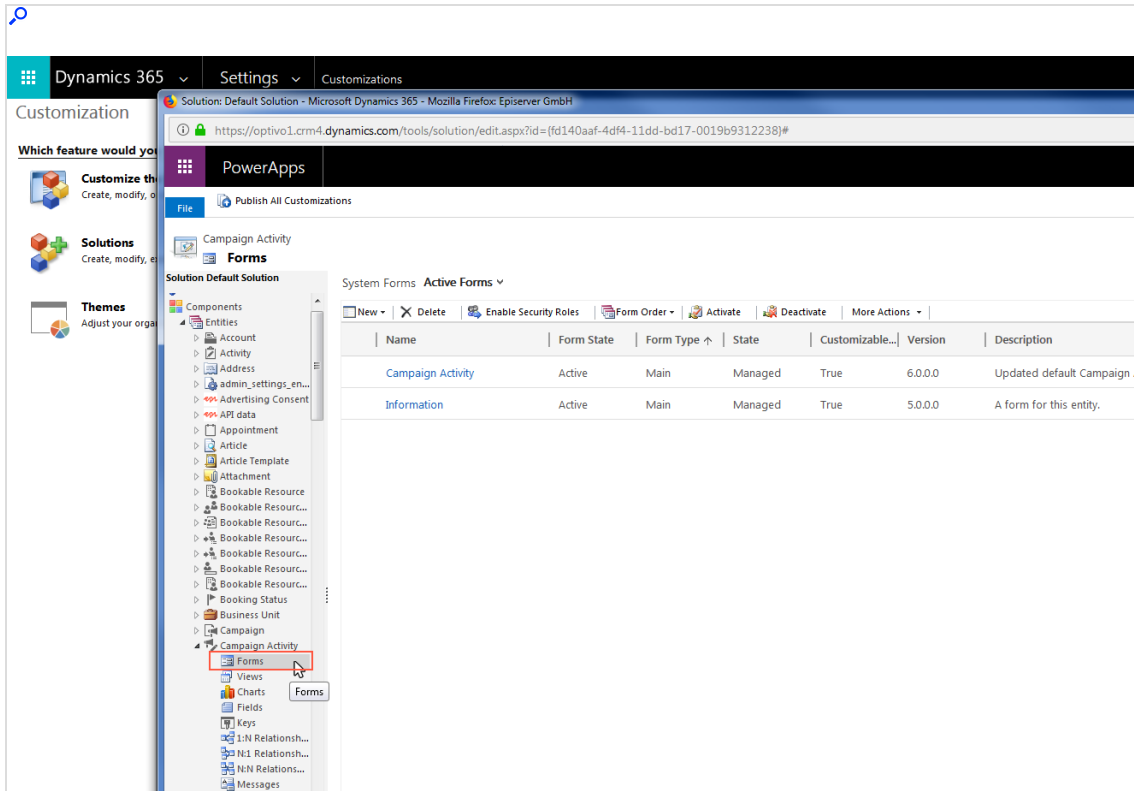 Dynamics 365 Settings Customizations
Customization
Which feature would yo
Customize th
Create, modify, o
Solutions
Create, modify, e
Themes
Adjust your orga
Solution: Default Solution - Microsoft Dynamics 365 - Mozilla Firefox: Episerver GmbH
https://optivo1.crm4.dynamics.com/tools/solution/edit.aspx?id={fd140aaf-4df4-11dd-bd17-0019b9312238}#
PowerApps
File Publish All Customizations
Campaign Activity
Forms
Solution Default Solution
Components
Entities
Account
Activity
Address
admin_settings_en...
Advertising Consent
API data
Appointment
Article
Article Template
Attachment
Bookable Resource
Bookable Resourc...
Bookable Resourc...
Bookable Resourc...
Bookable Resourc...
Bookable Resourc...
Bookable Resourc...
Booking Status
Business Unit
Campaign
Campaign Activity
Forms
Views
Charts
Forms
Fields
Keys
1:N Relationsh...
N:1 Relationsh...
N:N Relations...
Messages
System Forms Active Forms
New Delete Enable Security Roles Form Order Activate Deactivate More Actions
Name Form State Form Type State Customizable... Version Description
Campaign Activity Active Main Managed True 6.0.0.0 Updated default Campaign
Information Active Main Managed True 5.0.0.0 A form for this entity.